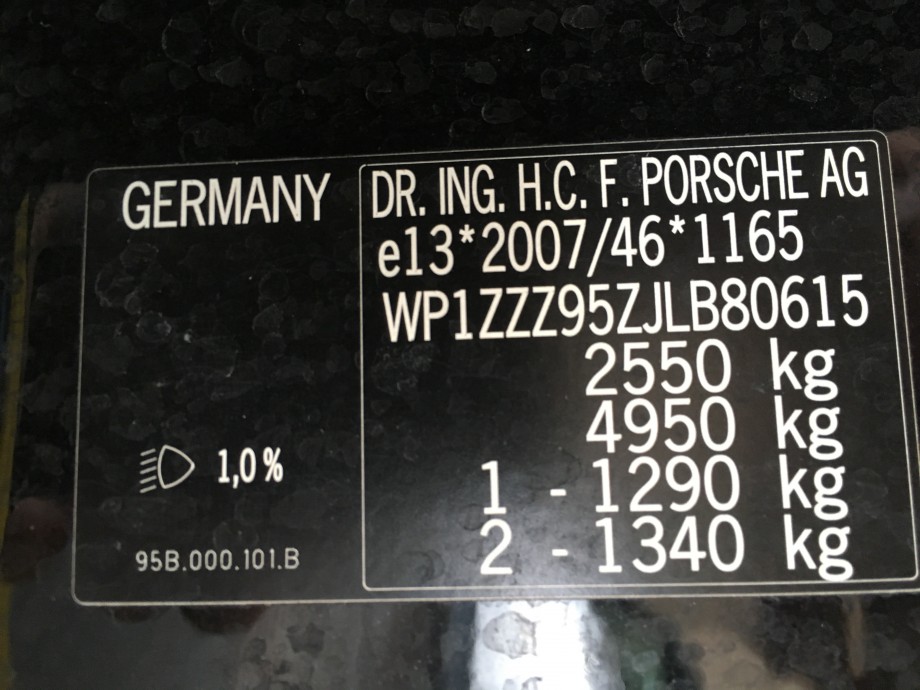 GERMANY
1,0%
95B.000.101.B
DR. ING. H.C. F. PORSCHE AG
e13*2007/46*1165
WP1ZZZ95ZJLB80615
2550 kg
4950 kg
1 - 1290 kg
2 - 1340 kg